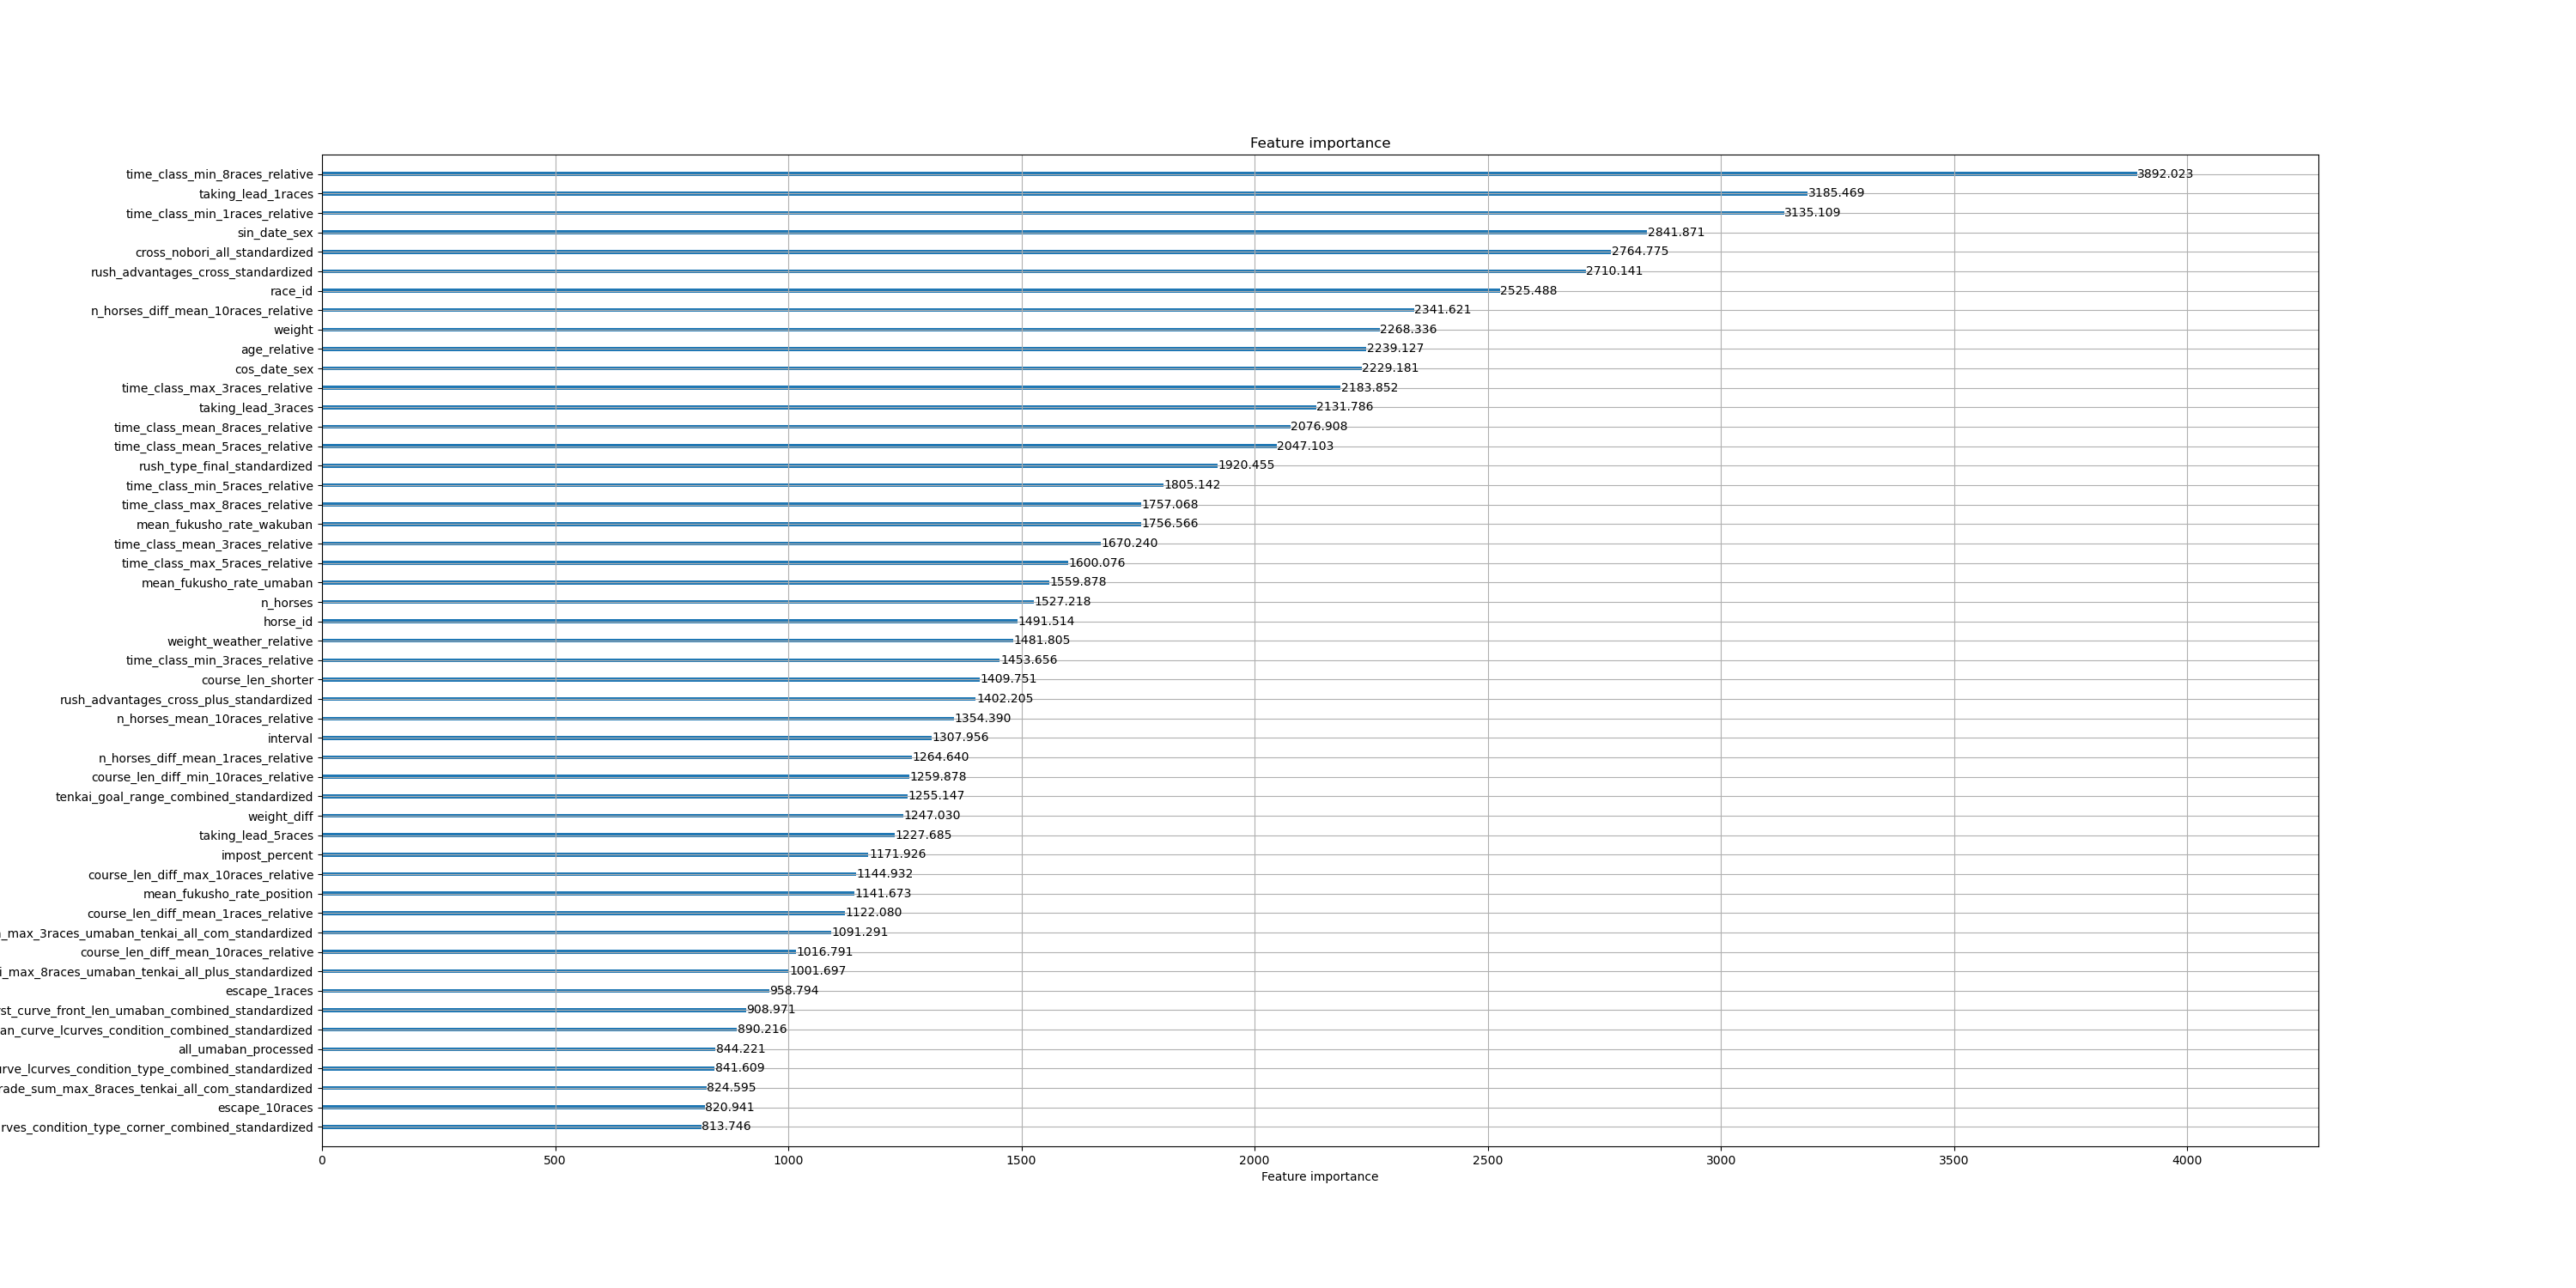 Feature importance
time_class_min_8races_relative 3892.023
taking_lead_1races 3185.469
time_class_min_1races_relative 3135.109
sin_date_sex 2841.871
cross_nobori_all_standardized 2764.775
rush_advantages_cross_standardized 2710.141
race_id 2525.488
n_horses_diff_mean_10races_relative 2341.621
weight 2268.336
age_relative 2239.127
cos_date_sex 2229.181
time_class_max_3races_relative 2183.852
taking_lead_3races 2131.786
time_class_mean_8races_relative 2076.908
time_class_mean_5races_relative 2047.103
rush_type_final_standardized 1920.455
time_class_min_5races_relative 1805.142
time_class_max_8races_relative 1757.068
mean_fukusho_rate_wakuban 1756.566
time_class_mean_3races_relative 1670.240
time_class_max_5races_relative 1600.076
mean_fukusho_rate_umaban 1559.878
n_horses 1527.218
horse_id 1491.514
weight_weather_relative 1481.805
time_class_min_3races_relative 1453.656
course_len_shorter 1409.751
rush_advantages_cross_plus_standardized 1402.205
n_horses_mean_10races_relative 1354.390
interval 1307.956
n_horses_diff_mean_1races_relative 1264.640
course_len_diff_min_10races_relative 1259.878
tenkai_goal_range_combined_standardized 1255.147
weight_diff 1247.030
taking_lead_5races 1227.685
impost_percent 1171.926
course_len_diff_max_10races_relative 1144.932
mean_fukusho_rate_position 1141.673
course_len_diff_mean_1races_relative 1122.080
_max_3races_umaban_tenkai_all_com_standardized 1091.291
course_len_diff_mean_10races_relative 1016.791
i_max_8races_umaban_tenkai_all_plus_standardized 1001.697
escape_1races 958.794
st_curve_front_len_umaban_combined_standardized 908.971
an_curve_lcurves_condition_combined_standardized 890.216
all_umaban_processed 844.221
urve_lcurves_condition_type_combined_standardized 841.609
rade_sum_max_8races_tenkai_all_com_standardized 824.595
escape_10races 820.941
rves_condition_type_corner_combined_standardized 813.746
0 500 1000 1500 2000 2500 3000 3500 4000
Feature importance